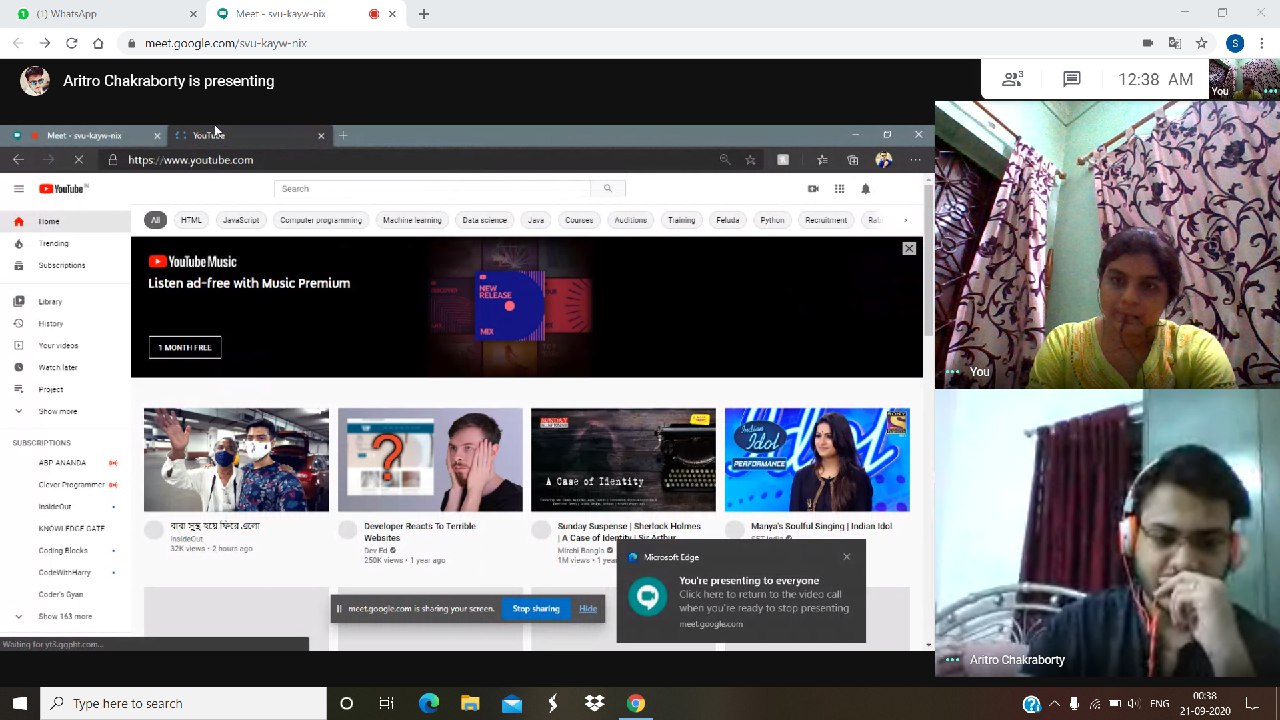 (1) WhatsApp
Meet - svu-kayw-nix
meet.google.com/svu-kayw-nix
S
Aritro Chakraborty is presenting
3
12:38 AM
You
Meet - svu-kayw-nix
YouTube
https://www.youtube.com
YouTube IN
Search
All
HTML
JavaScript
Computer programming
Machine learning
Data science
Java
Courses
Auditions
Training
Feluda
Python
Recruitment
Home
Trending
Subscriptions
Library
History
Your videos
Watch later
Project
Show more
SUBSCRIPTIONS
ABP ANANDA
Clever Programmer
InsideOut
KNOWLEDGE GATE
Coding Blocks
CodeWithHarry
Coder's Gyan
Show 163 more
YouTube Music
Listen ad-free with Music Premium
1 MONTH FREE
NEW
RELEASE
MIX
?
SUNDAY
SUSPENSE
A Case of Identity
Indian
Idol
PERFORMANCE
SONY
বাবা সুস্থ হয়ে ফিরে এলো
InsideOut
32K views • 2 hours ago
Developer Reacts To Terrible
Websites
Dev Ed
250K views • 1 year ago
Sunday Suspense | Sherlock Holmes
| A Case of Identity | Sir Arthur
Mirchi Bangla
1M views • 1 year
Manya's Soulful Singing | Indian Idol
SET India
Microsoft Edge
You're presenting to everyone
Click here to return to the video call
when you're ready to stop presenting
meet.google.com
meet.google.com is sharing your screen.
Stop sharing
Hide
Waiting for yt3.ggpht.com...
You
Aritro Chakraborty
Type here to search
ENG
00:38
21-09-2020